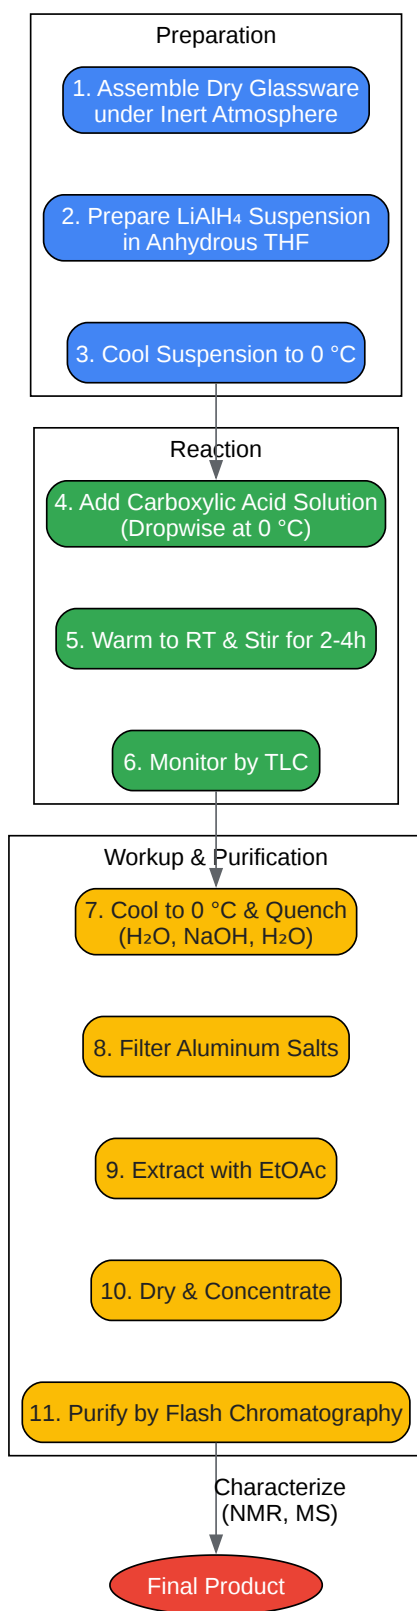 Preparation
1. Assemble Dry Glassware
under Inert Atmosphere
2. Prepare LiAlH₄ Suspension
in Anhydrous THF
3. Cool Suspension to 0 °C
Reaction
4. Add Carboxylic Acid Solution
(Dropwise at 0 °C)
5. Warm to RT & Stir for 2-4h
6. Monitor by TLC
Workup & Purification
7. Cool to 0 °C & Quench
(H₂O, NaOH, H₂O)
8. Filter Aluminum Salts
9. Extract with EtOAc
10. Dry & Concentrate
11. Purify by Flash Chromatography
Characterize
(NMR, MS)
Final Product